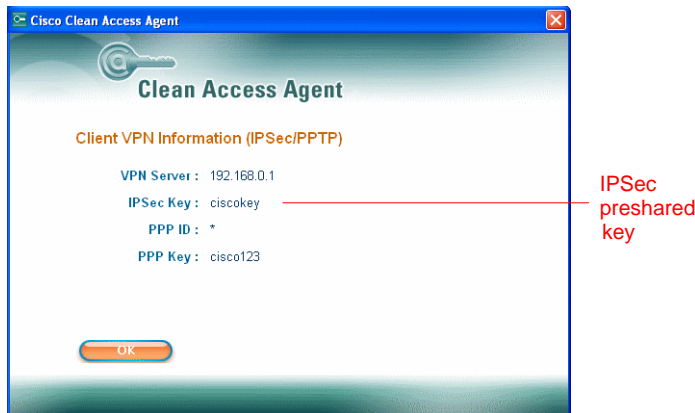 Cisco Clean Access Agent
Clean Access Agent
Client VPN Information (IPSec/PPTP)
VPN Server : 192.168.0.1
IPSec Key : ciscokey
PPP ID : *
PPP Key : cisco123
OK
IPSec
preshared
key